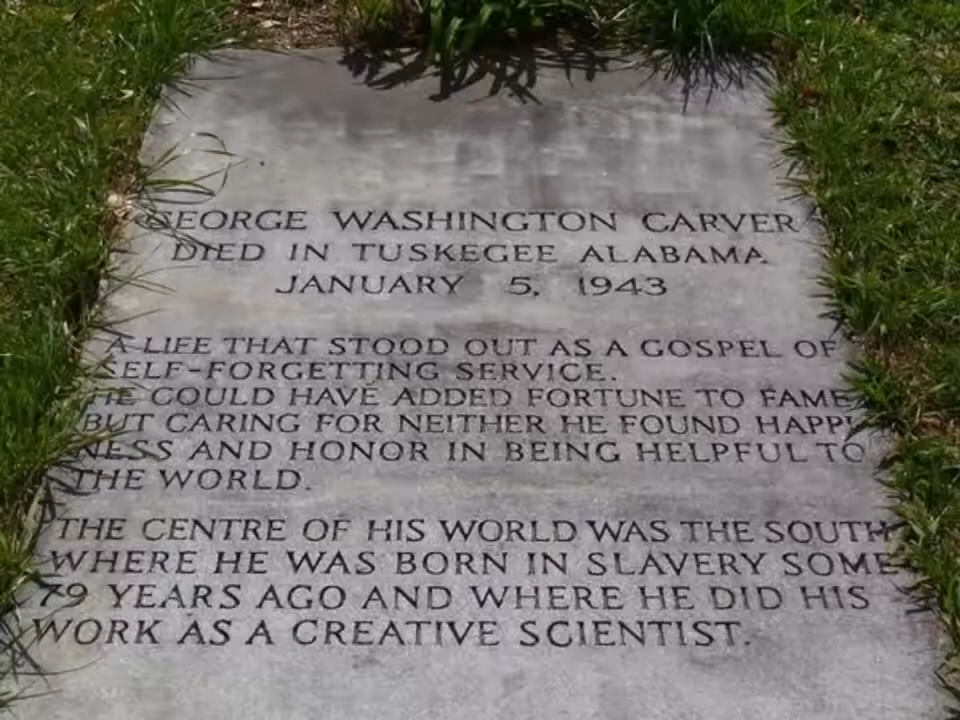 GEORGE WASHINGTON CARVER
DIED IN TUSKEGEE ALABAMA
JANUARY 5, 1943
A LIFE THAT STOOD OUT AS A GOSPEL OF
SELF-FORGETTING SERVICE.
HE COULD HAVE ADDED FORTUNE TO FAME
BUT CARING FOR NEITHER HE FOUND HAPPI
NESS AND HONOR IN BEING HELPFUL TO
THE WORLD.
THE CENTRE OF HIS WORLD WAS THE SOUTH
WHERE HE WAS BORN IN SLAVERY SOME
79 YEARS AGO AND WHERE HE DID HIS
WORK AS A CREATIVE SCIENTIST.